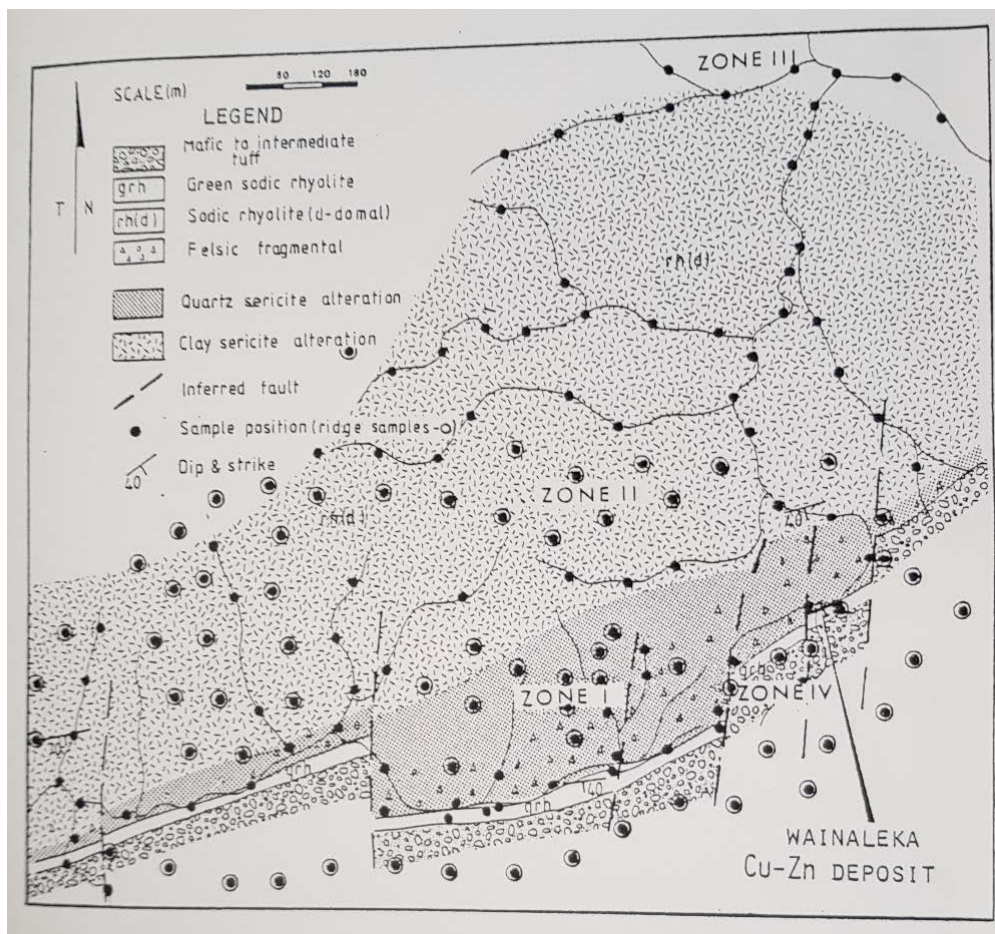 ZONE III
50 120 180
SCALE(m)
LEGEND
Mafic to intermediate
tuff
grh Green sodic rhyolite
T N
rh(d) Sodic rhyolite (d-domal)
Felsic fragmental
rh(d)
Quartz sericite alteration
Clay sericite alteration
Inferred fault
Sample position (ridge samples-o)
40 Dip & strike
ZONE II
rh(d)
40
grh
ZONE I
ZONE IV
grh
40
grh
WAINALEKA
Cu-Zn DEPOSIT